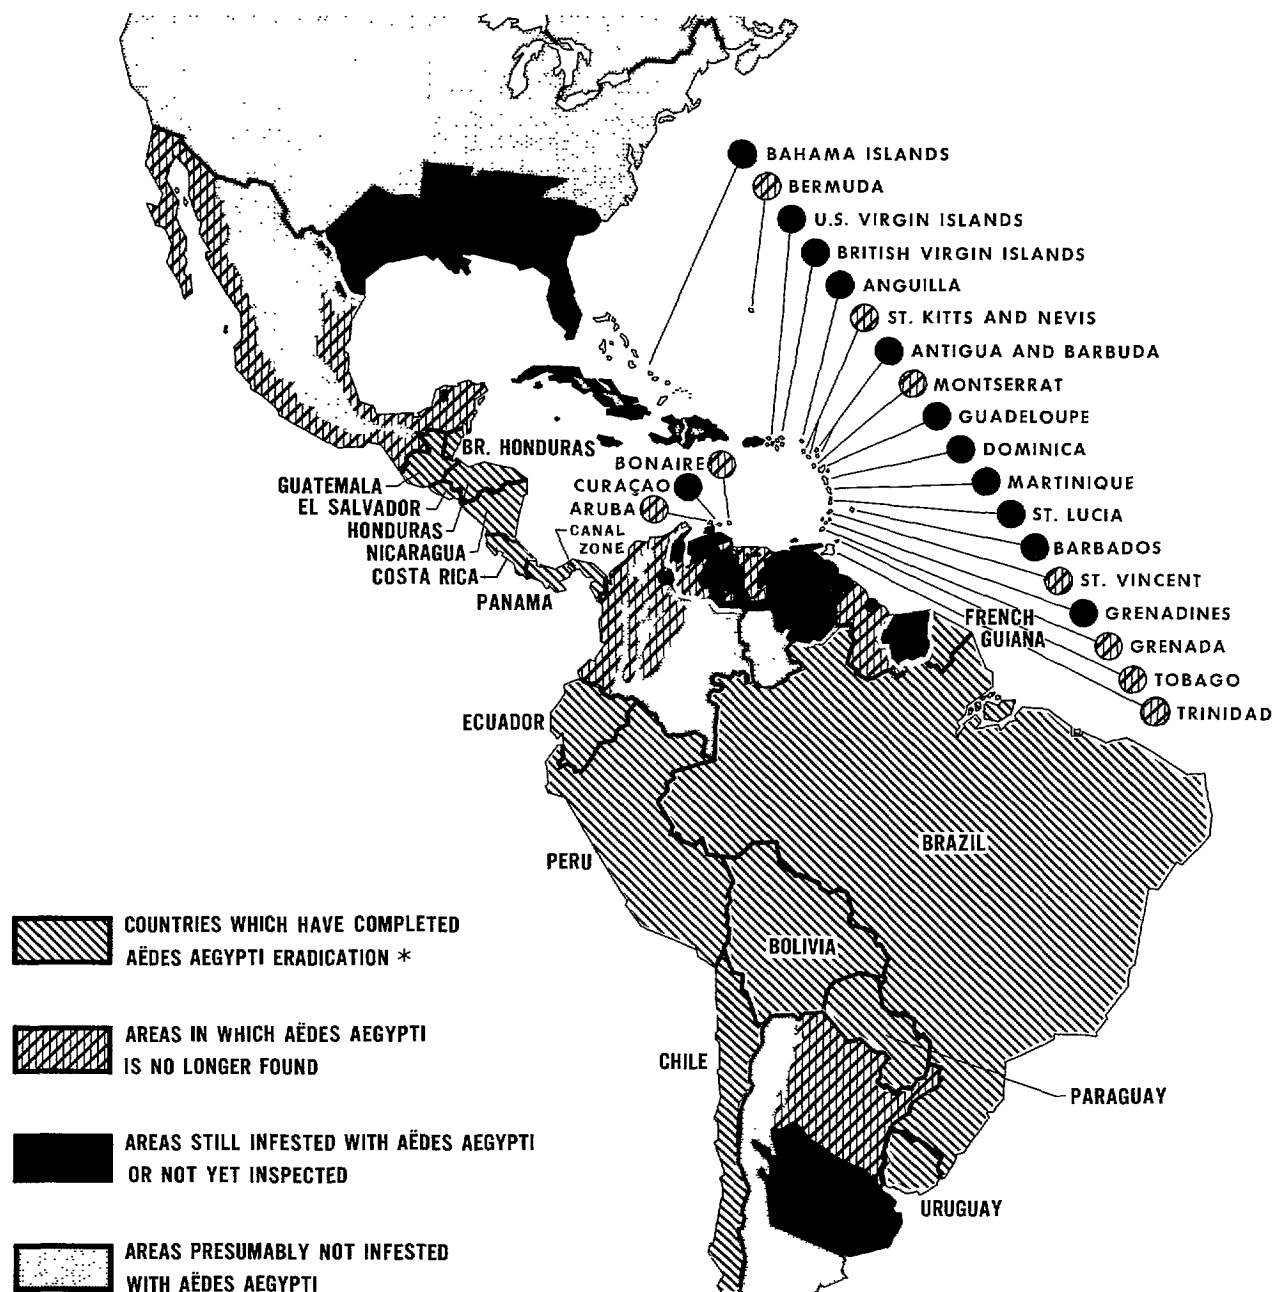 BAHAMA ISLANDS
BERMUDA
U.S. VIRGIN ISLANDS
BRITISH VIRGIN ISLANDS
ANGUILLA
ST. KITTS AND NEVIS
ANTIGUA AND BARBUDA
MONTSERRAT
GUADELOUPE
DOMINICA
MARTINIQUE
ST. LUCIA
BARBADOS
ST. VINCENT
GRENADINES
GRENADA
TOBAGO
TRINIDAD
BR. HONDURAS
BONAIRE
CURAÇAO
ARUBA
GUATEMALA
EL SALVADOR
HONDURAS
NICARAGUA
COSTA RICA
PANAMA
CANAL
ZONE
FRENCH
GUIANA
ECUADOR
PERU
BRAZIL
BOLIVIA
CHILE
PARAGUAY
URUGUAY
COUNTRIES WHICH HAVE COMPLETED
AËDES AEGYPTI ERADICATION *
AREAS IN WHICH AËDES AEGYPTI
IS NO LONGER FOUND
AREAS STILL INFESTED WITH AËDES AEGYPTI
OR NOT YET INSPECTED
AREAS PRESUMABLY NOT INFESTED
WITH AËDES AEGYPTI